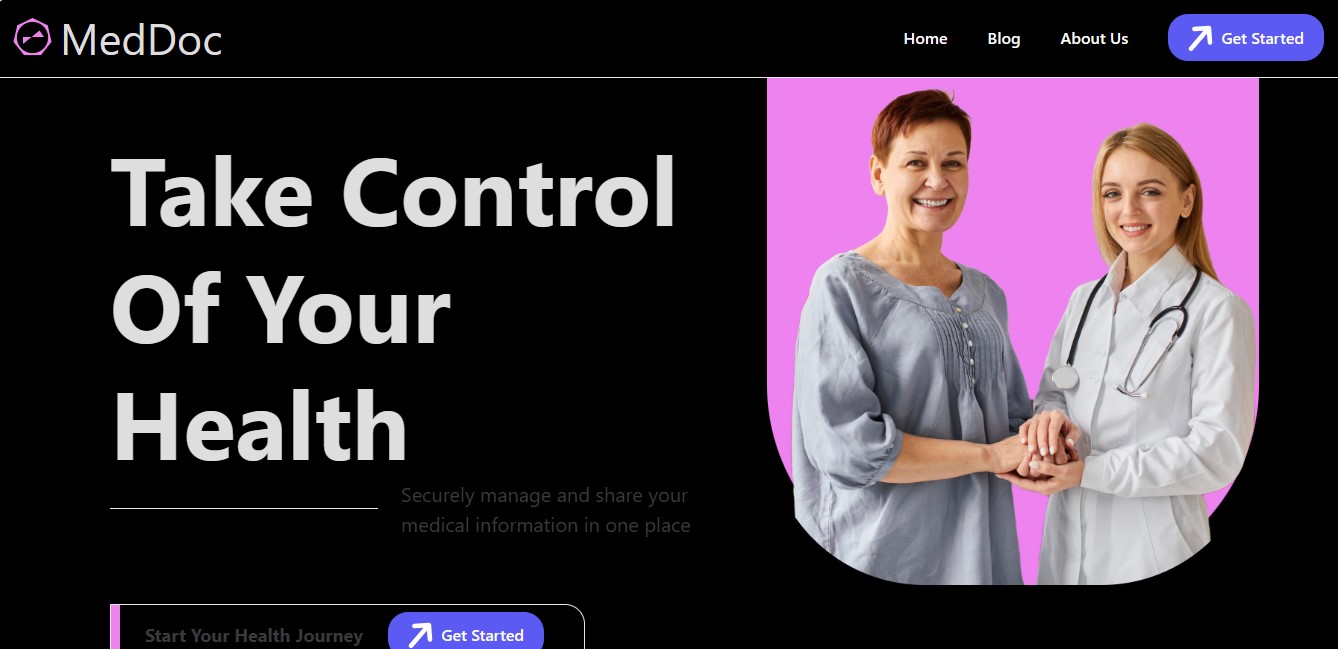 MedDoc
Home
Blog
About Us
Get Started
Take Control
Of Your
Health
Securely manage and share your
medical information in one place
Start Your Health Journey
Get Started